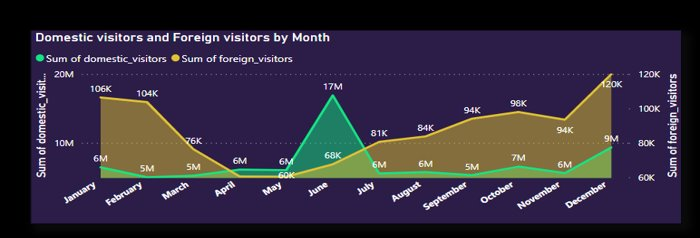 Domestic visitors and Foreign visitors by Month
Sum of domestic_visitors Sum of foreign_visitors
Sum of domestic_visit...
20M
10M
106K
104K
76K
60K
68K
81K
84K
94K
98K
94K
120K
6M
5M
5M
6M
6M
17M
6M
6M
5M
7M
6M
9M
120K
100K
80K
60K
Sum of foreign_visitors
January
February
March
April
May
June
July
August
September
October
November
December